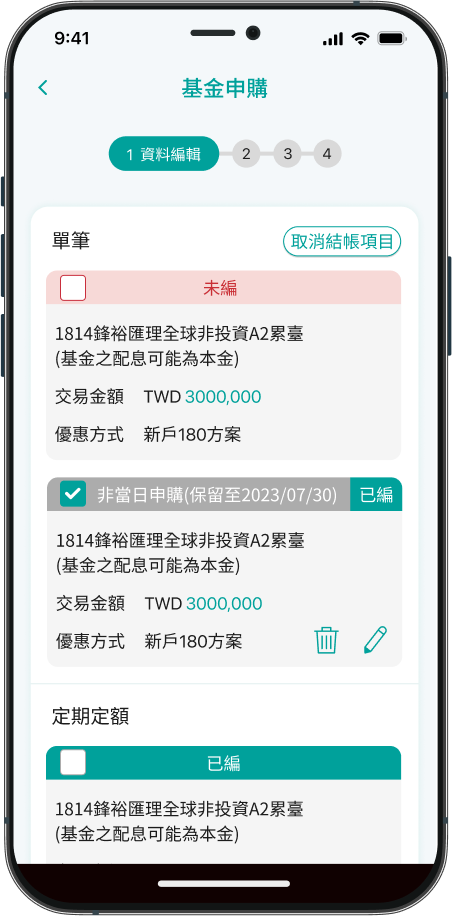 9:41
基金申購
1 資料編輯 2 3 4
單筆 取消結帳項目
未編
1814鋒裕匯理全球非投資A2累臺
(基金之配息可能為本金)
交易金額 TWD 3000,000
優惠方式 新戶180方案
非當日申購(保留至2023/07/30) 已編
1814鋒裕匯理全球非投資A2累臺
(基金之配息可能為本金)
交易金額 TWD 3000,000
優惠方式 新戶180方案
定期定額
已編
1814鋒裕匯理全球非投資A2累臺
(基金之配息可能為本金)